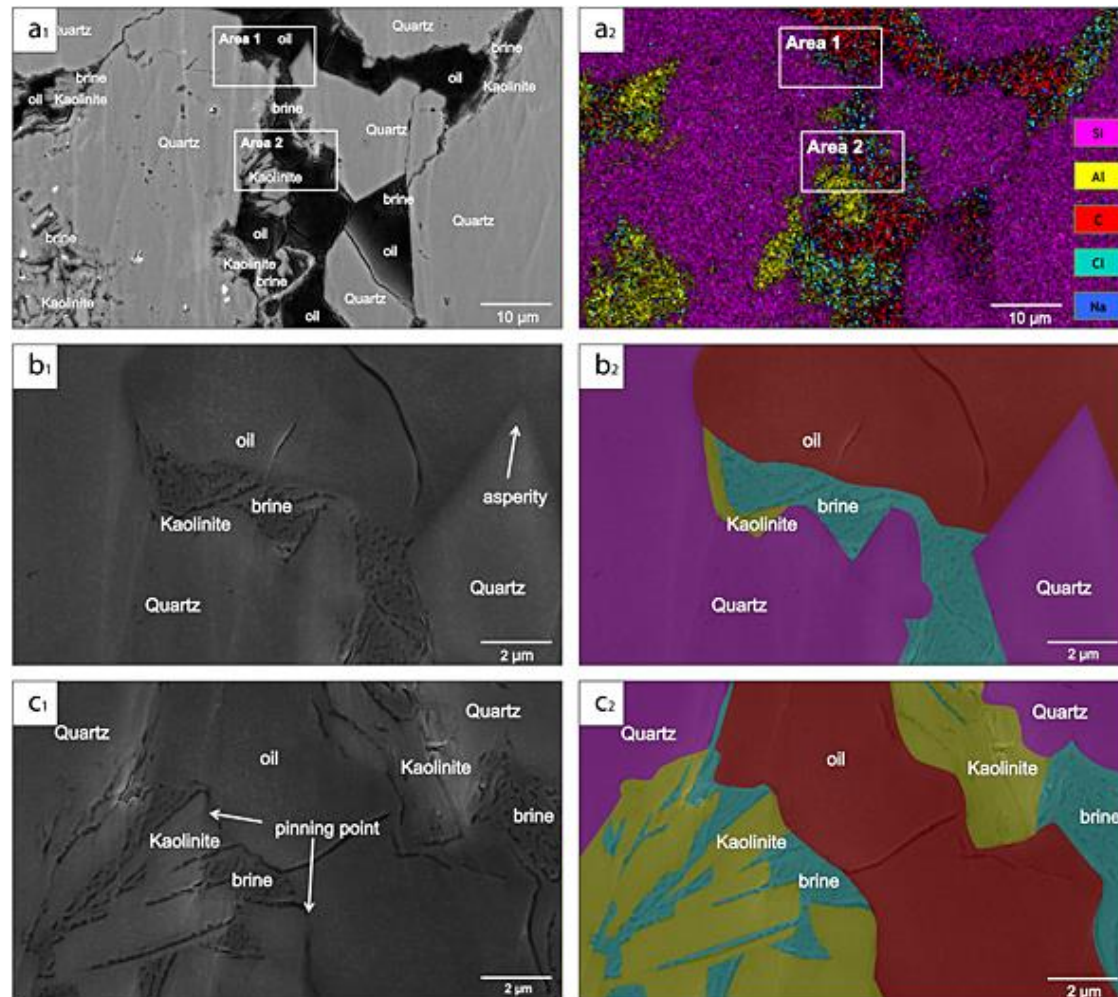 a1
Quartz
oil
Area 1
Quartz
brine
brine
oil
Kaolinite
oil
Kaolinite
brine
Quartz
Quartz
Area 2
Kaolinite
brine
Quartz
oil
oil
brine
Kaolinite
brine
Kaolinite
Quartz
oil
10 µm
a2
Area 1
Area 2
Si
Al
C
Cl
Na
10 µm
b1
oil
asperity
brine
Kaolinite
Quartz
Quartz
2 µm
b2
oil
brine
Kaolinite
Quartz
Quartz
2 µm
c1
Quartz
Quartz
oil
Kaolinite
brine
pinning point
Kaolinite
brine
2 µm
c2
Quartz
oil
Kaolinite
brine
Kaolinite
brine
2 µm